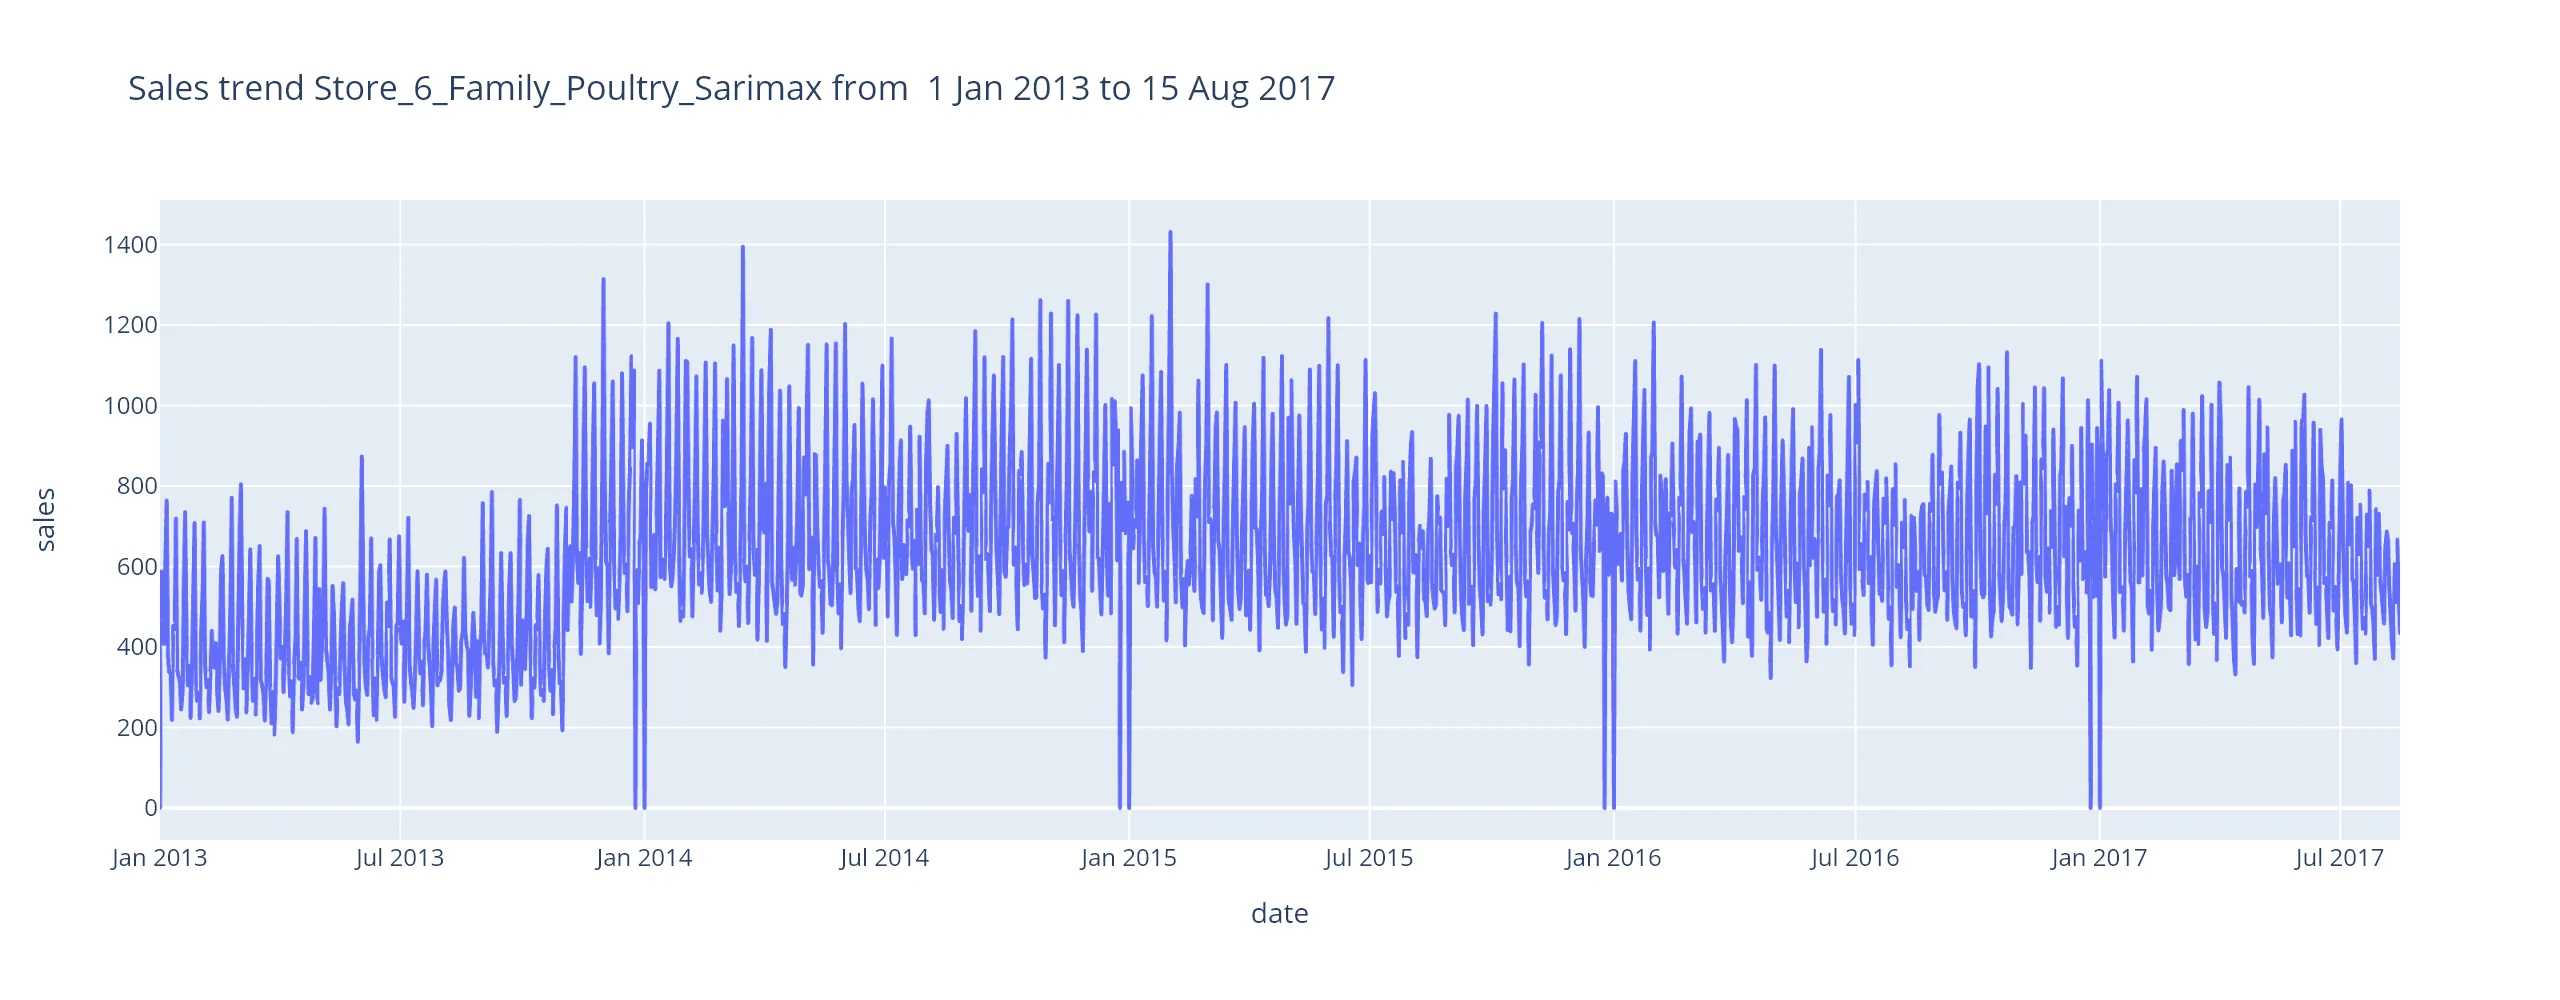 Sales trend Store_6_Family_Poultry_Sarimax from  1 Jan 2013 to 15 Aug 2017
1400
1200
1000
800
600
400
200
0
sales
Jan 2013 Jul 2013 Jan 2014 Jul 2014 Jan 2015 Jul 2015 Jan 2016 Jul 2016 Jan 2017 Jul 2017
date